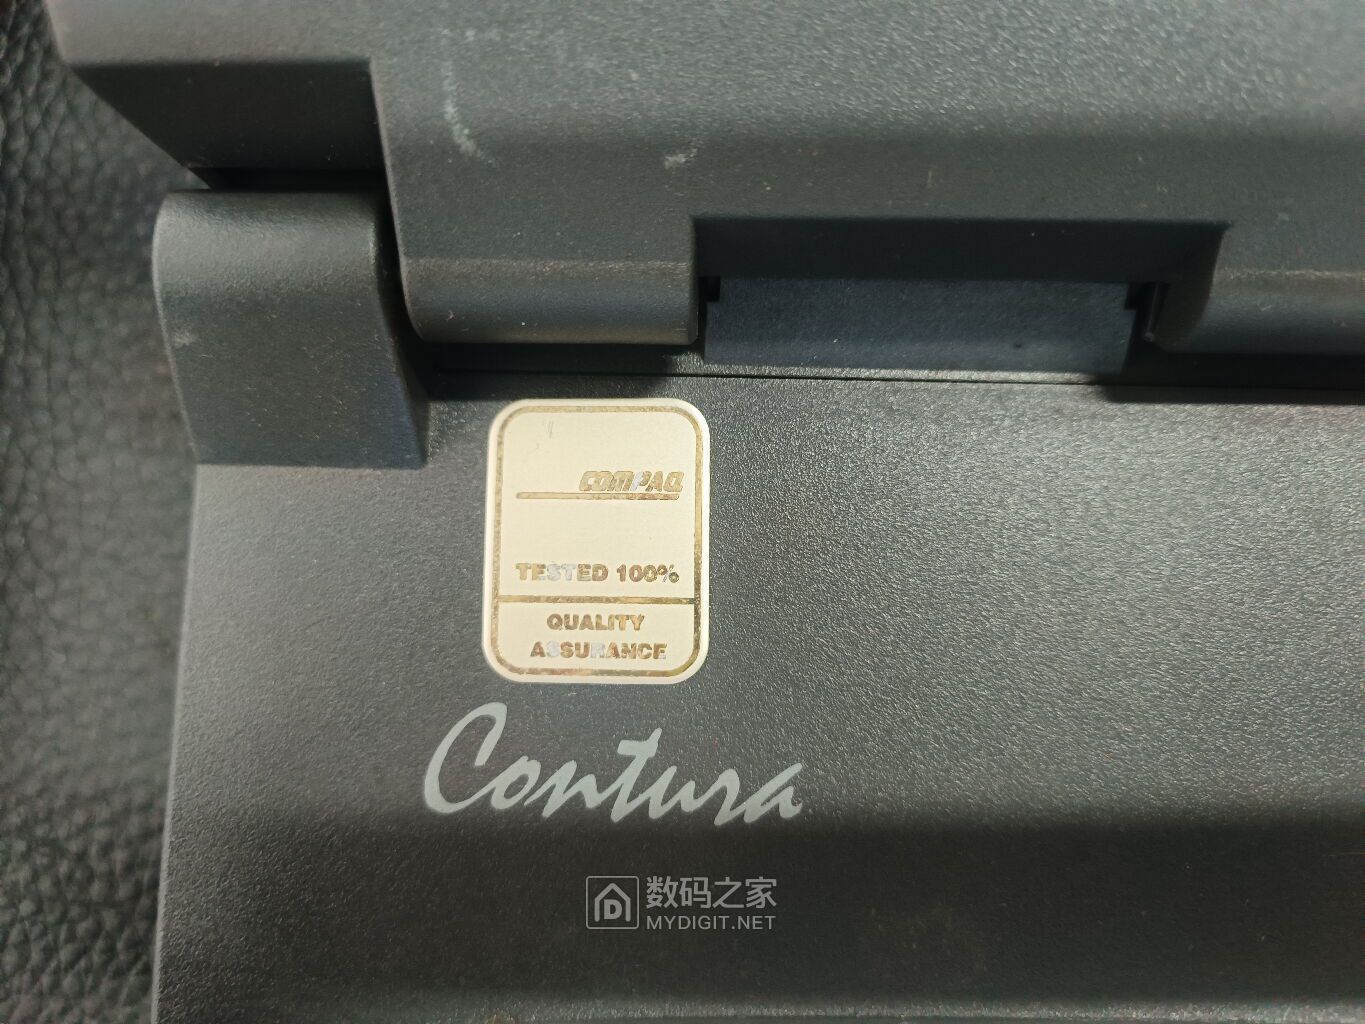 COMPAQ
TESTED 100%
QUALITY
ASSURANCE
Contura
数码之家
MYDIGIT.NET